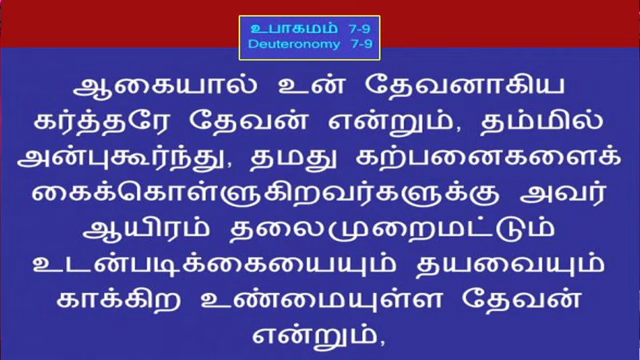 உபாகமம் 7-9
Deuteronomy 7-9
ஆகையால் உன் தேவனாகிய
கர்த்தரே தேவன் என்றும், தம்மில்
அன்புகூர்ந்து, தமது கற்பனைகளைக்
கைக்கொள்ளுகிறவர்களுக்கு அவர்
ஆயிரம் தலைமுறைமட்டும்
உடன்படிக்கையையும் தயவையும்
காக்கிற உண்மையுள்ள தேவன்
என்றும்,